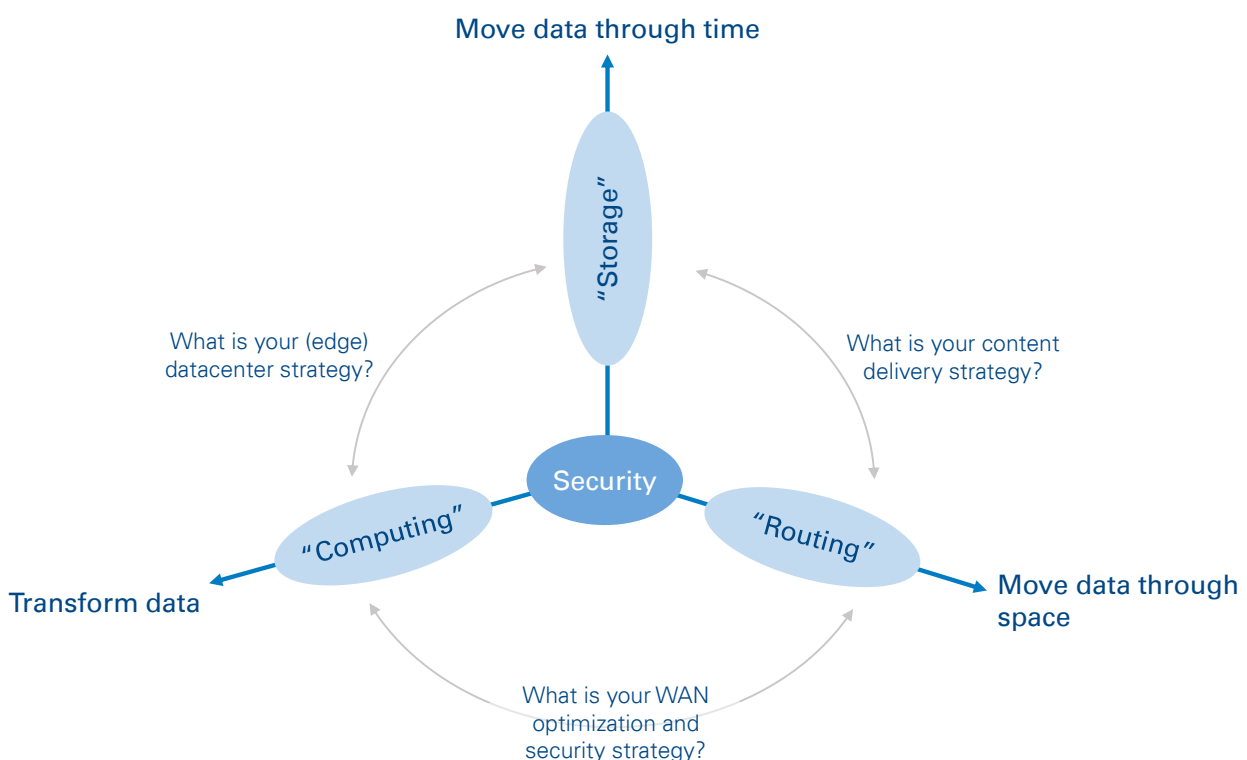 Move data through time
“Storage”
What is your (edge)
datacenter strategy?
What is your content
delivery strategy?
Security
“Computing”
“Routing”
Transform data
Move data through
space
What is your WAN
optimization and
security strategy?